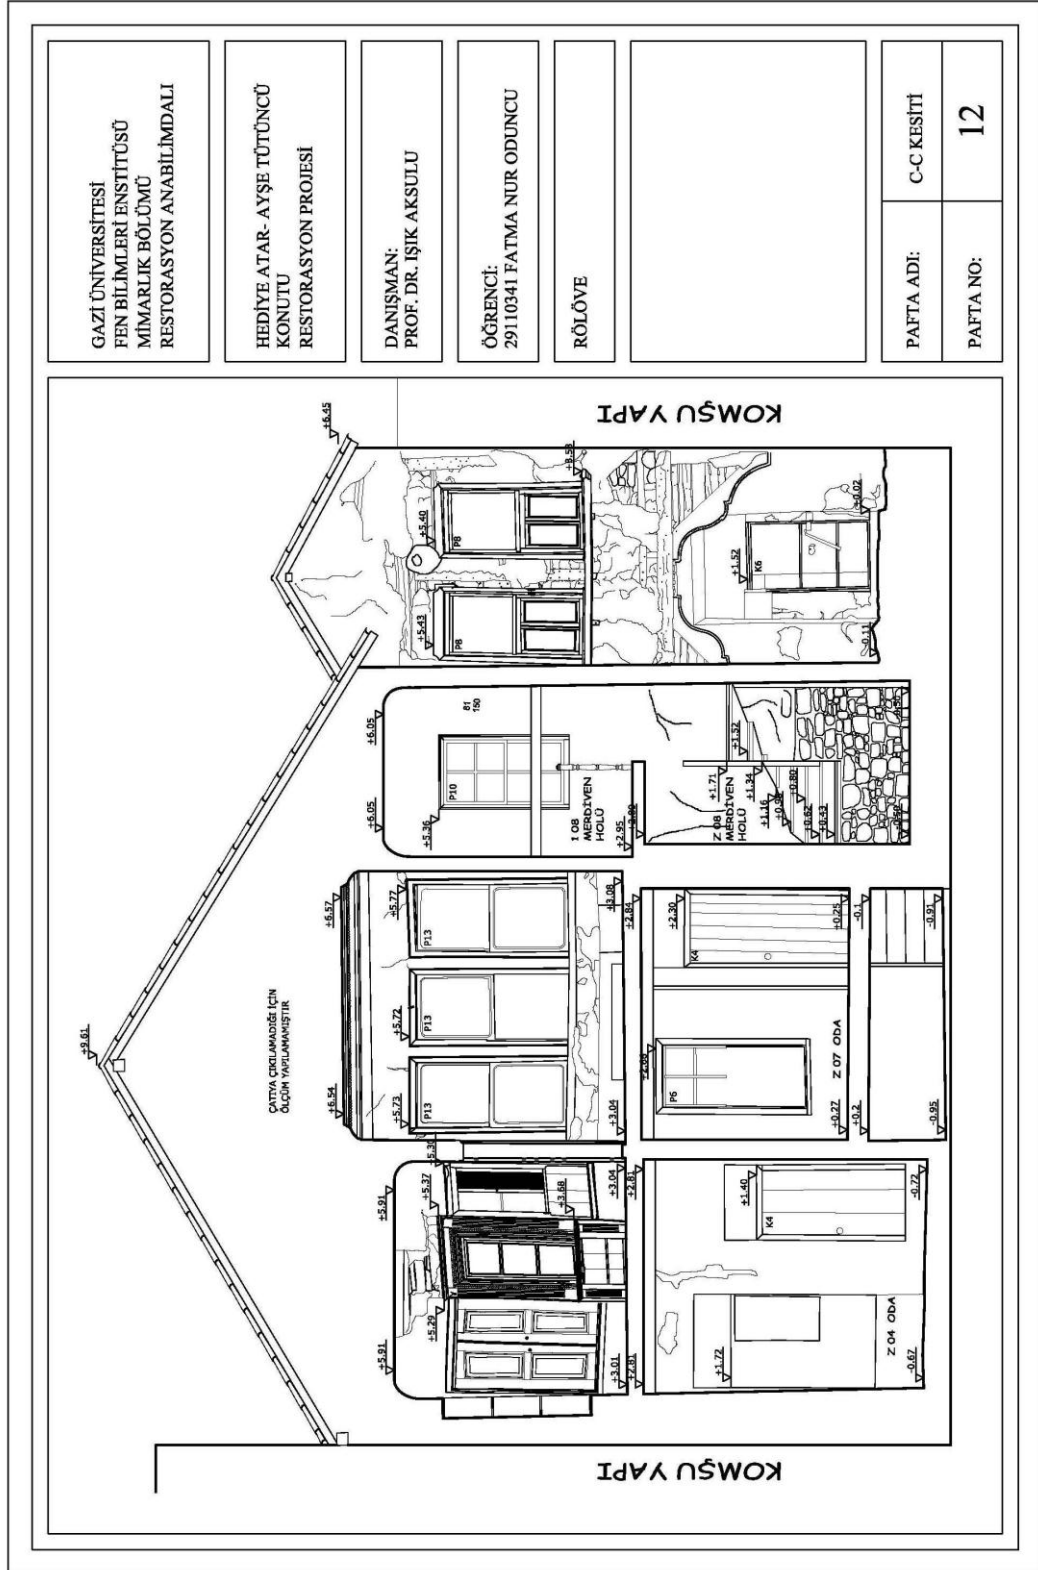 GAZİ ÜNİVERSİTESİ
FEN BİLİMLERİ ENSTİTÜSÜ
MİMARLIK BÖLÜMÜ
RESTORASYON ANABİLİMDALI
HEDİYE ATAR- AYŞE TÜTÜNCÜ
KONUTU
RESTORASYON PROJESİ
DANIŞMAN:
PROF. DR. IŞIK AKSULU
ÖĞRENCİ:
29110341 FATMA NUR ODUNCU
RÖLÖVE
PAFTA ADI:
C-C KESİTİ
PAFTA NO:
12
KOMŞU YAPI
+9.61
ÇATIYA ÇIKILAMADIĞI İÇİN
ÖLÇÜM YAPILAMAMIŞTIR
+5.91
+5.91
+5.29
+5.37
+5.30
+3.68
+3.01
+3.04
+2.81
+2.81
+1.72
+1.40
K4
Z 04 ODA
-0.67
-0.72
+6.54
+6.57
+5.73
+5.72
+5.77
P13
P13
P13
+3.04
+3.08
+2.84
P6
+2.30
K4
Z 07 ODA
+0.27
+0.25
+0.2
-0.1
-0.95
-0.91
+6.05
+6.05
+5.36
P10
81
150
1 08
MERDİVEN
HOLÜ
+2.95
Z 08
MERDİVEN
HOLÜ
+1.71
+1.52
+1.34
+1.16
+0.80
+0.62
+0.43
+6.45
+5.43
+5.40
P8
P8
+1.52
K6
+0.02
KOMŞU YAPI